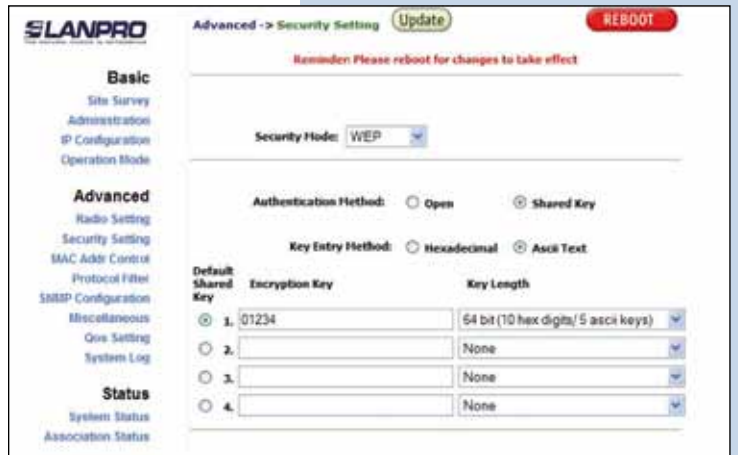 LANPRO
Advanced -> Security Setting
Update
REBOOT
Reminder: Please reboot for changes to take effect
Basic
Site Survey
Administration
IP Configuration
Operation Mode
Advanced
Radio Setting
Security Setting
MAC Addr Control
Protocol Filter
SNMP Configuration
Miscellaneous
Qos Setting
System Log
Status
System Status
Association Status
Security Mode: WEP
Authentication Method: Open Shared Key
Key Entry Method: Hexadecimal Ascii Text
Default Shared Key Encryption Key Key Length
1. 01234 64 bit (10 hex digits/ 5 ascii keys)
2. None
3. None
4. None